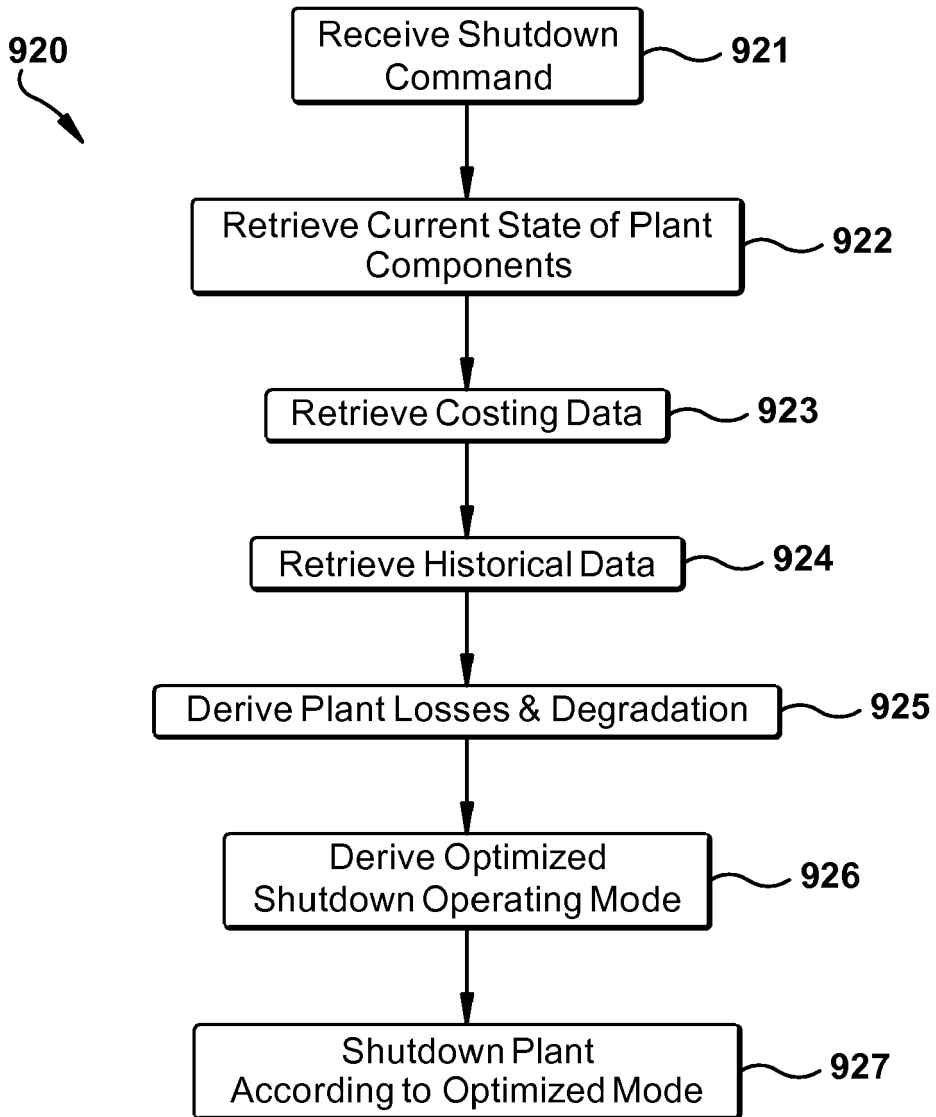 920
Receive Shutdown
Command
921
Retrieve Current State of Plant
Components
922
Retrieve Costing Data
923
Retrieve Historical Data
924
Derive Plant Losses & Degradation
925
Derive Optimized
Shutdown Operating Mode
926
Shutdown Plant
According to Optimized Mode
927